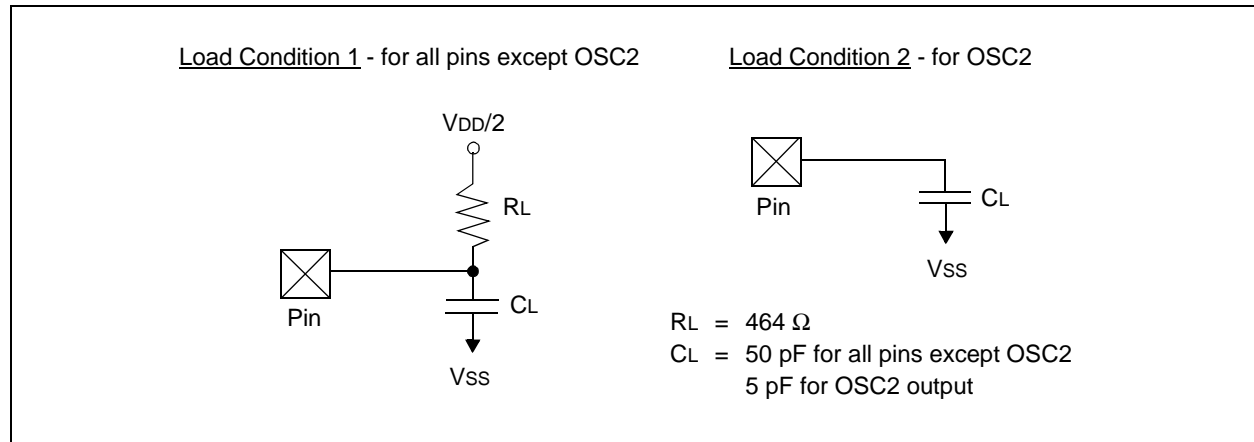 Load Condition 1 - for all pins except OSC2
VDD/2
RL
Pin
CL
VSS
Load Condition 2 - for OSC2
Pin
CL
VSS
RL = 464 Ω
CL = 50 pF for all pins except OSC2
5 pF for OSC2 output